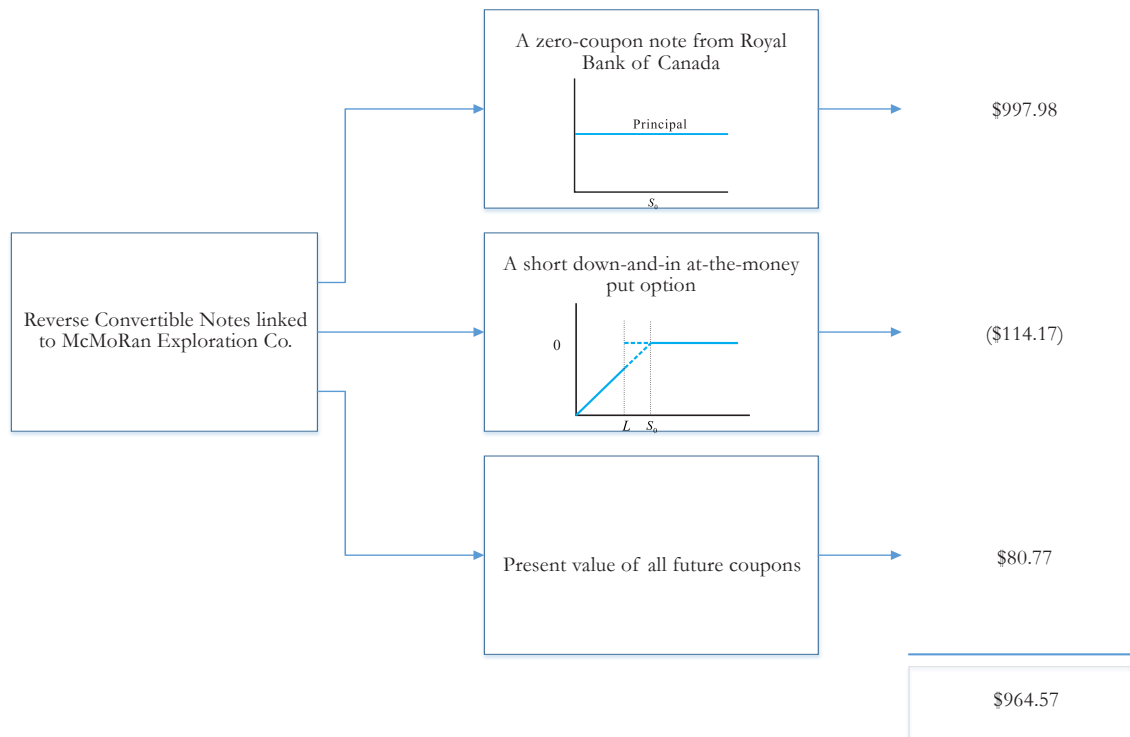 A zero-coupon note from Royal
Bank of Canada
Principal
S₀
$997.98
Reverse Convertible Notes linked
to McMoRan Exploration Co.
A short down-and-in at-the-money
put option
0
L S₀
($114.17)
Present value of all future coupons
$80.77
$964.57